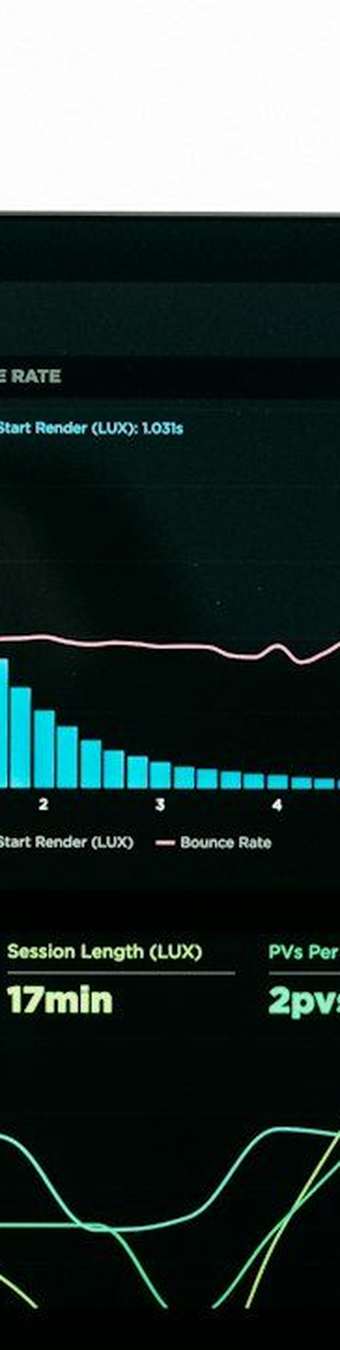 E RATE
Start Render (LUX): 1.031s
2 3 4
Start Render (LUX) Bounce Rate
Session Length (LUX) PVs Per
17min 2pvs